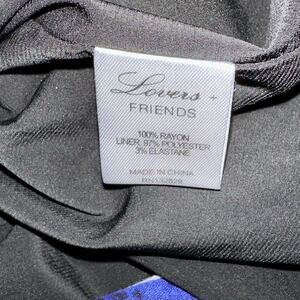 Lovers +
FRIENDS
100% RAYON
LINER: 97% POLYESTER
3% ELASTANE
MADE IN CHINA